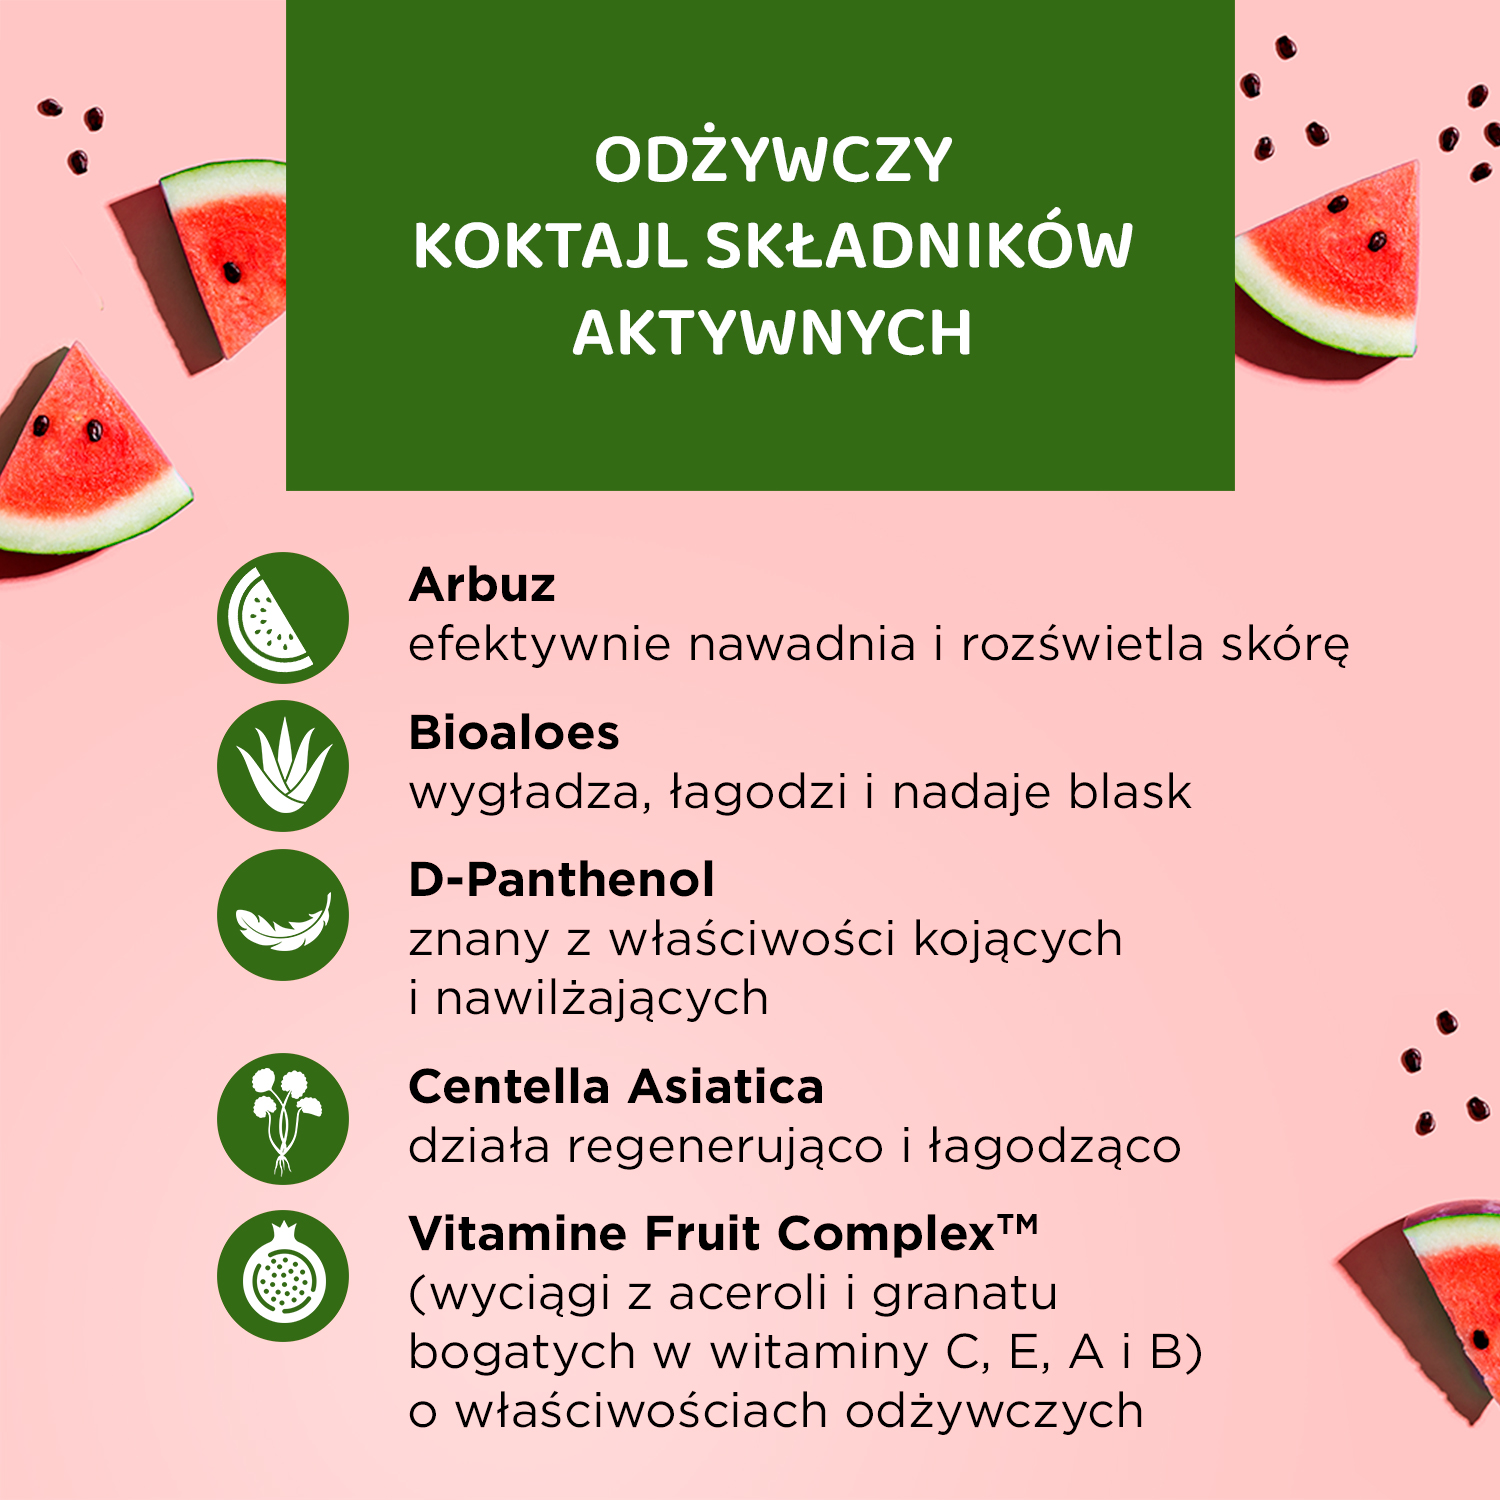 ODŻYWCZY
KOKTAJL SKŁADNIKÓW
AKTYWNYCH
Arbuz
efektywnie nawadnia i rozświetla skórę
Bioaloes
wygładza, łagodzi i nadaje blask
D-Panthenol
znany z właściwości kojących
i nawilżających
Centella Asiatica
działa regenerująco i łagodząco
Vitamine Fruit Complex™
(wyciągi z aceroli i granatu
bogatych w witaminy C, E, A i B)
o właściwościach odżywczych